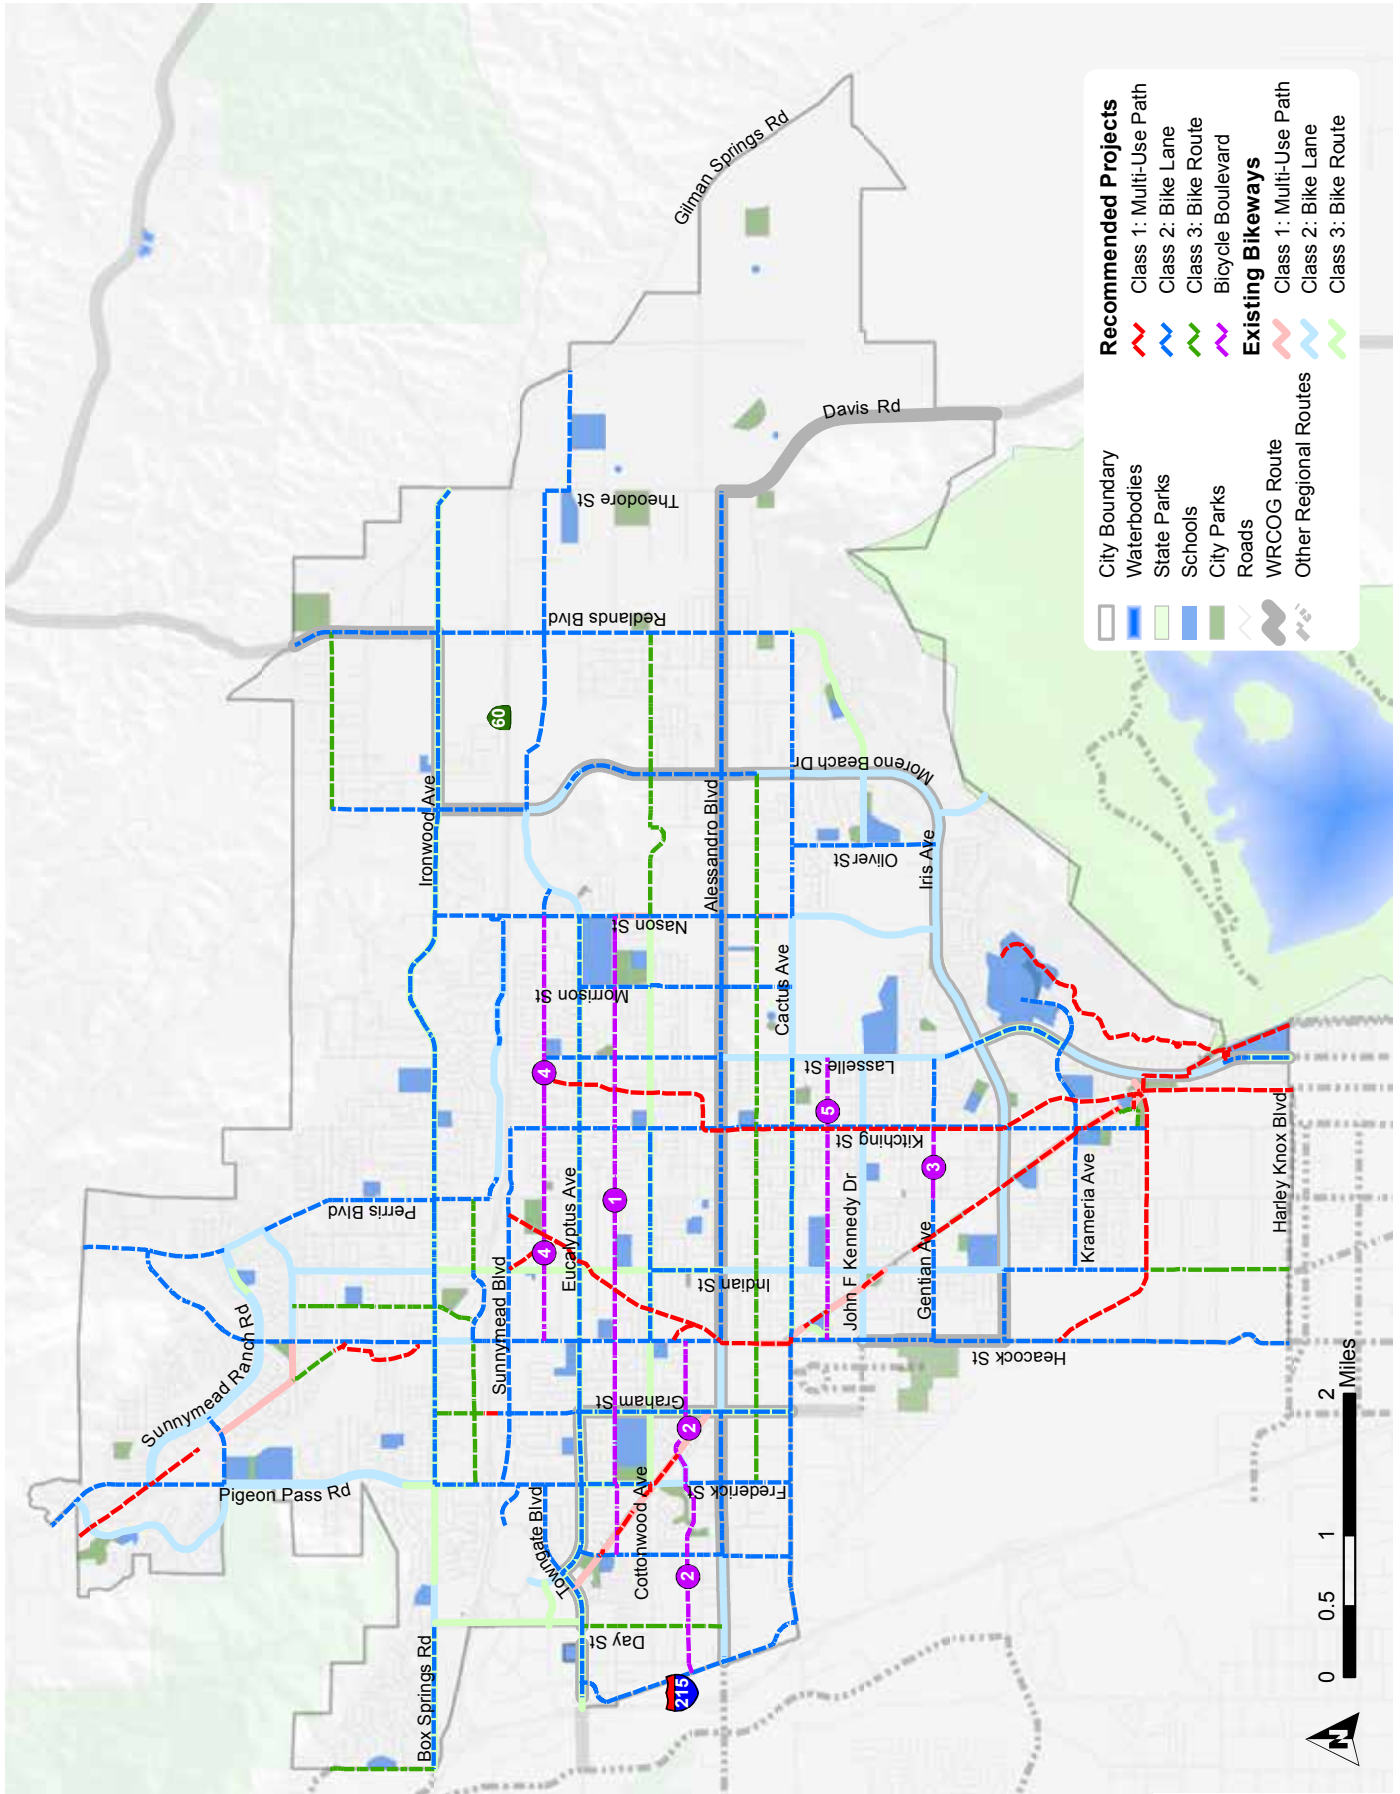 Gilman Springs Rd
Davis Rd
Theodore St
Redlands Blvd
60
Ironwood Ave
Moreno Beach Dr
Alessandro Blvd
Oliver St
Iris Ave
Nason St
Morrison St
Cactus Ave
Lasselle St
4
5
Kitching St
3
1
Perris Blvd
Eucalyptus Ave
4
Sunnymead Blvd
Indian St
John F Kennedy Dr
Gentian Ave
Krameria Ave
Harley Knox Blvd
Heacock St
Sunnymead Ranch Rd
Graham St
2
Pigeon Pass Rd
Frederick St
Towngate Blvd
Cottonwood Ave
2
Day St
215
Box Springs Rd
City Boundary
Waterbodies
State Parks
Schools
City Parks
Roads
WRCOG Route
Other Regional Routes
Recommended Projects
Class 1: Multi-Use Path
Class 2: Bike Lane
Class 3: Bike Route
Bicycle Boulevard
Existing Bikeways
Class 1: Multi-Use Path
Class 2: Bike Lane
Class 3: Bike Route
N
0 0.5 1 2
Miles